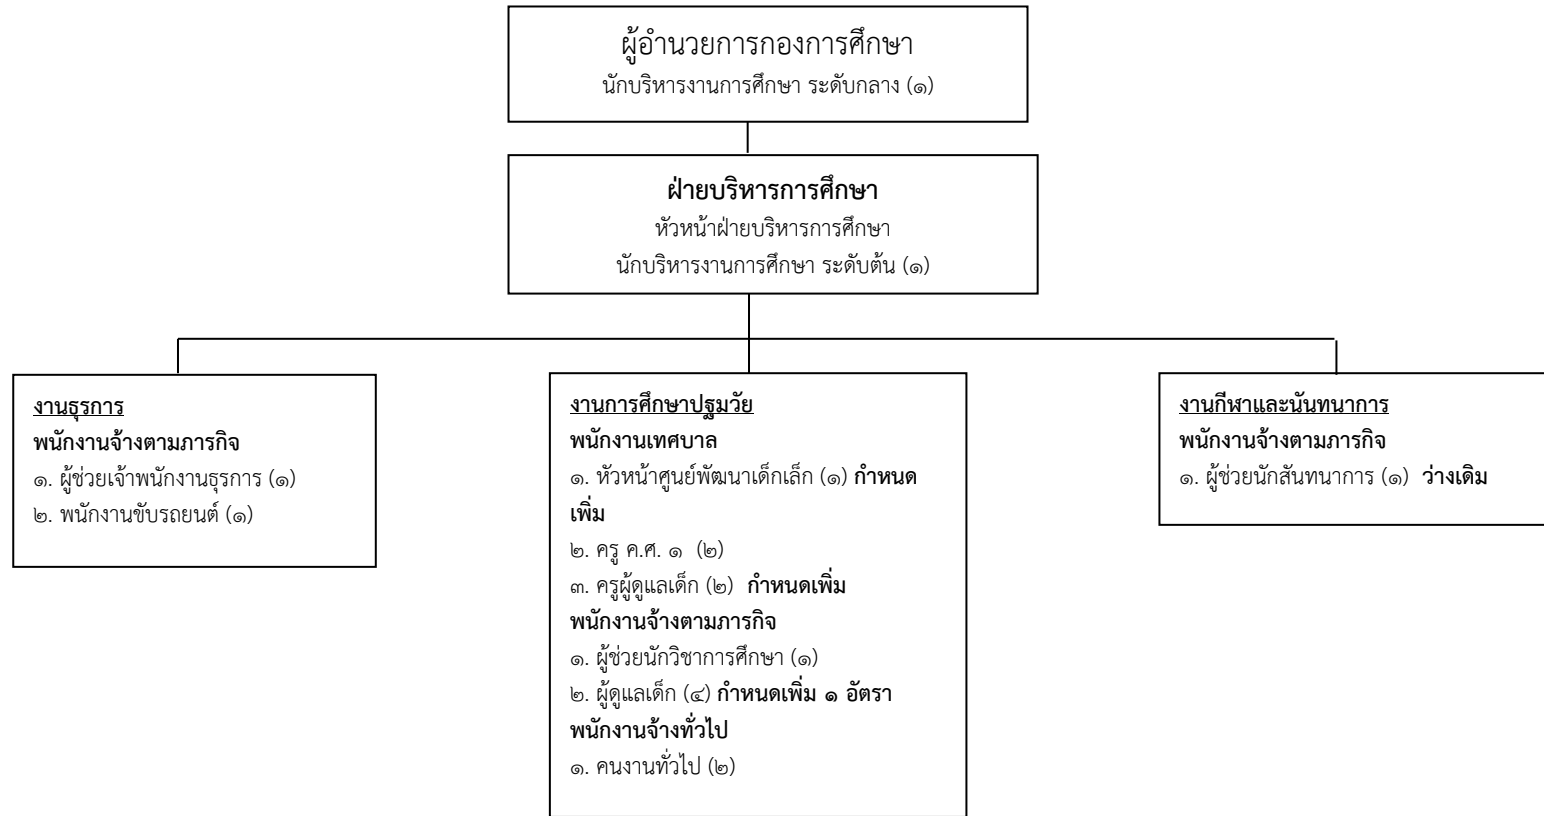 ผู้อำนวยการกองการศึกษา
นักบริหารงานการศึกษา ระดับกลาง (๑)
ฝ่ายบริหารการศึกษา
หัวหน้าฝ่ายบริหารการศึกษา
นักบริหารงานการศึกษา ระดับต้น (๑)
งานธุรการ
พนักงานจ้างตามภารกิจ
๑. ผู้ช่วยเจ้าพนักงานธุรการ (๑)
๒. พนักงานขับรถยนต์ (๑)
งานการศึกษาปฐมวัย
พนักงานเทศบาล
๑. หัวหน้าศูนย์พัฒนาเด็กเล็ก (๑) กำหนด
เพิ่ม
๒. ครู ค.ศ. ๑ (๒)
๓. ครูผู้ดูแลเด็ก (๒) กำหนดเพิ่ม
พนักงานจ้างตามภารกิจ
๑. ผู้ช่วยนักวิชาการศึกษา (๑)
๒. ผู้ดูแลเด็ก (๔) กำหนดเพิ่ม ๑ อัตรา
พนักงานจ้างทั่วไป
๑. คนงานทั่วไป (๒)
งานกีฬาและนันทนาการ
พนักงานจ้างตามภารกิจ
๑. ผู้ช่วยนักสันทนาการ (๑) ว่างเดิม